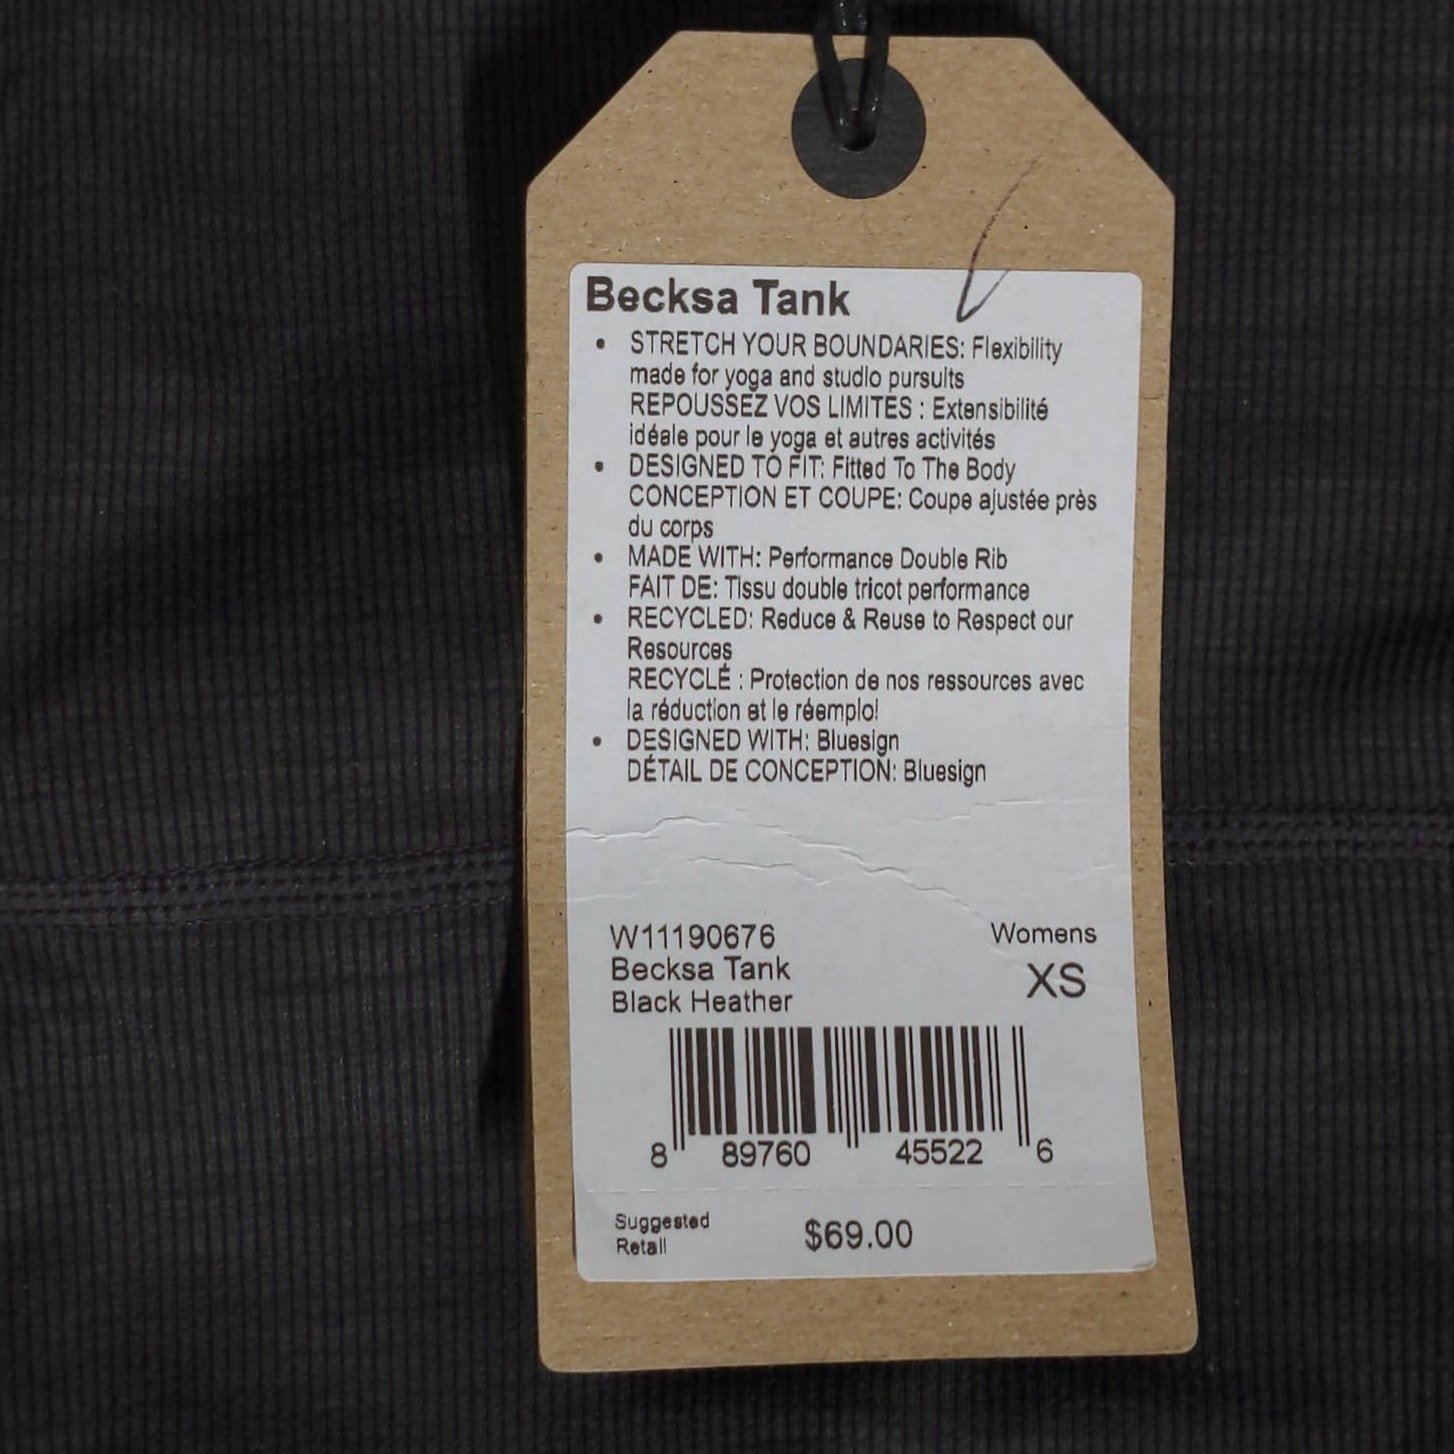 Becksa Tank
• STRETCH YOUR BOUNDARIES: Flexibility
made for yoga and studio pursuits
REPOUSSEZ VOS LIMITES : Extensibilité
idéale pour le yoga et autres activités
• DESIGNED TO FIT: Fitted To The Body
CONCEPTION ET COUPE: Coupe ajustée près
du corps
• MADE WITH: Performance Double Rib
FAIT DE: Tissu double tricot performance
• RECYCLED: Reduce & Reuse to Respect our
Resources
RECYCLÉ : Protection de nos ressources avec
la réduction et le réemploi
• DESIGNED WITH: Bluesign
DÉTAIL DE CONCEPTION: Bluesign
W11190676 Womens
Becksa Tank XS
Black Heather
8 89760 45522 6
Suggested
Retail $69.00